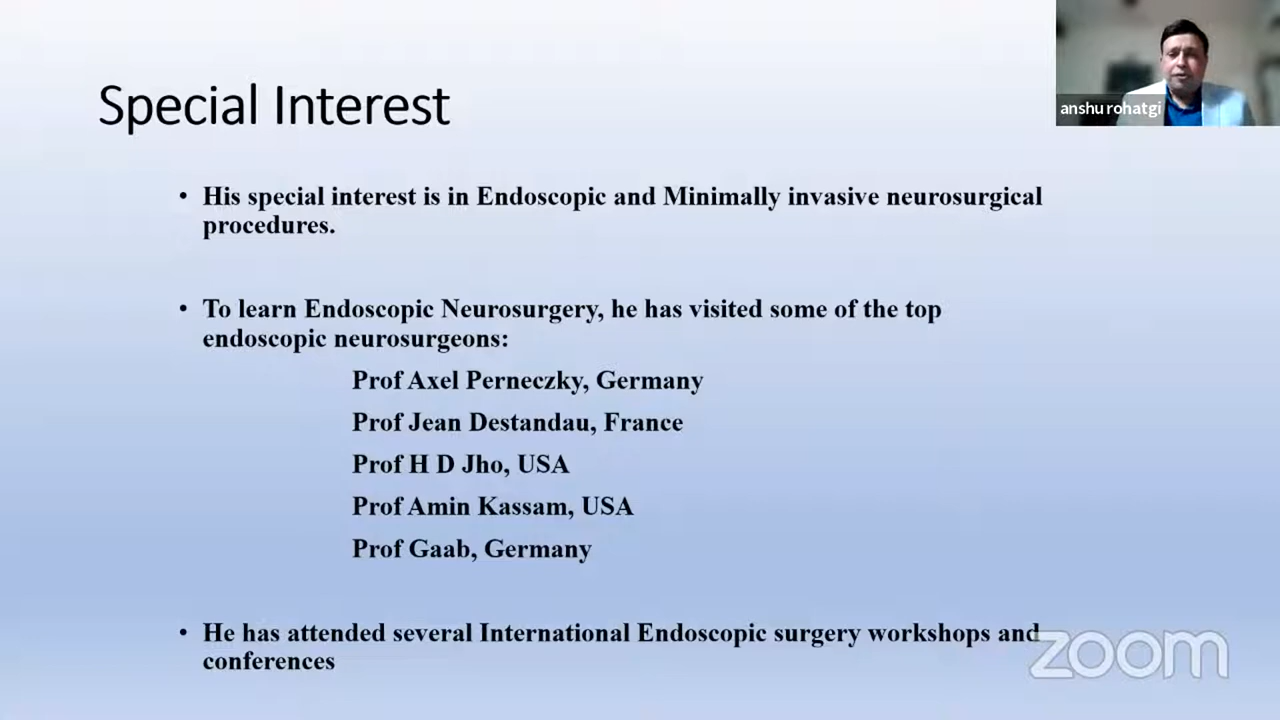 anshu rohatgi
Special Interest
• His special interest is in Endoscopic and Minimally invasive neurosurgical
procedures.
• To learn Endoscopic Neurosurgery, he has visited some of the top
endoscopic neurosurgeons:
Prof Axel Perneczky, Germany
Prof Jean Destandau, France
Prof H D Jho, USA
Prof Amin Kassam, USA
Prof Gaab, Germany
• He has attended several International Endoscopic surgery workshops and
conferences
zoom